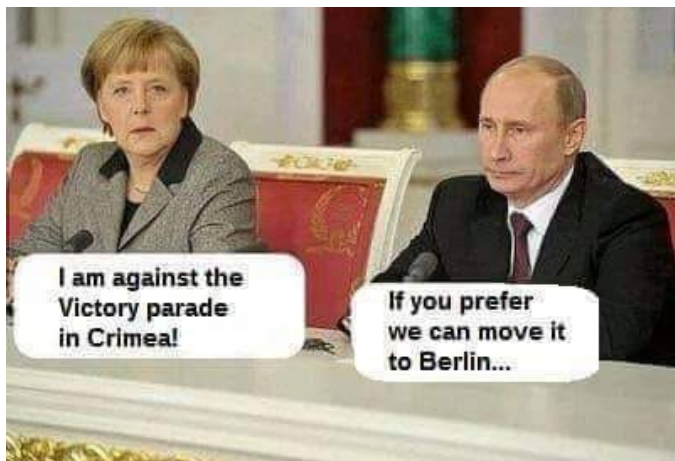 I am against the
Victory parade
in Crimea!
If you prefer
we can move it
to Berlin...